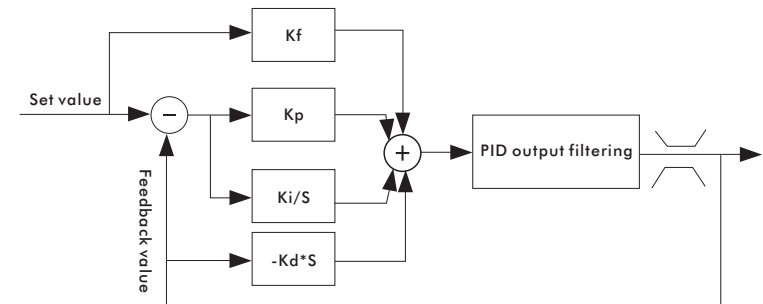 Kf
Set value
−
Kp
+
PID output filtering
Feedback value
Ki/S
-Kd*S